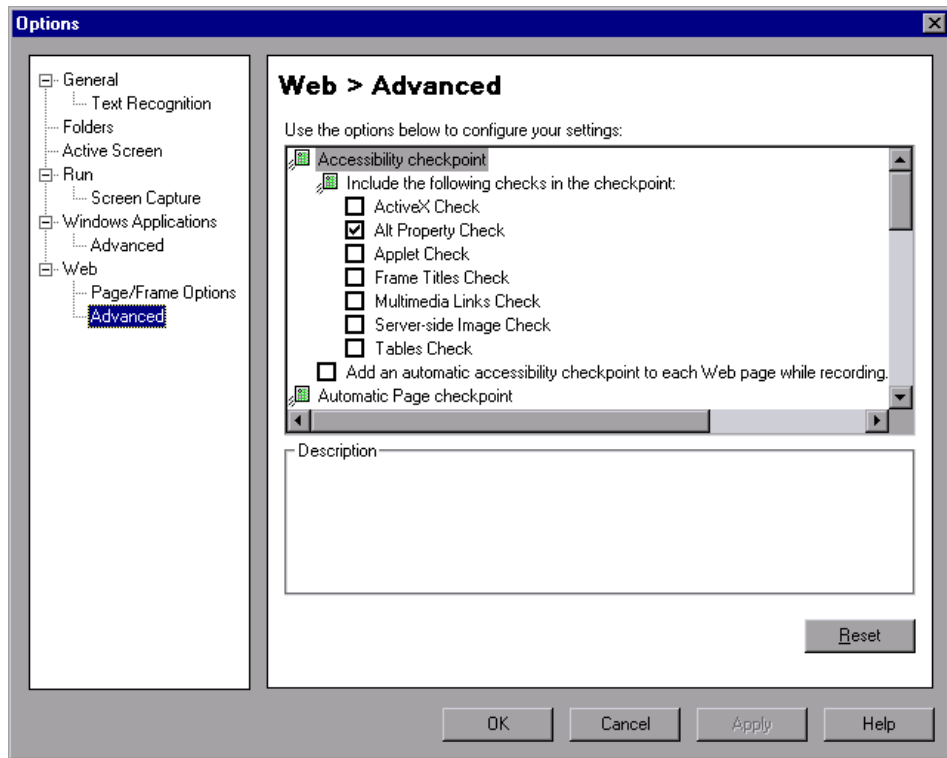 Options
General
Text Recognition
Folders
Active Screen
Run
Screen Capture
Windows Applications
Advanced
Web
Page/Frame Options
Advanced
Web > Advanced
Use the options below to configure your settings:
Accessibility checkpoint
Include the following checks in the checkpoint:
ActiveX Check
Alt Property Check
Applet Check
Frame Titles Check
Multimedia Links Check
Server-side Image Check
Tables Check
Add an automatic accessibility checkpoint to each Web page while recording.
Automatic Page checkpoint
Description
Reset
OK Cancel Apply Help